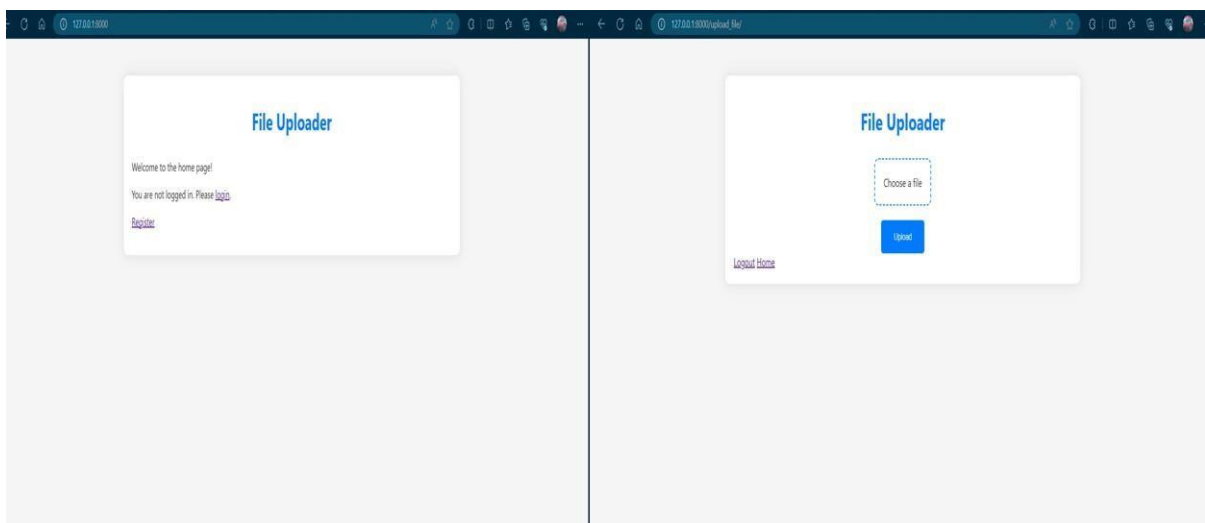 127.0.0.1:8000
File Uploader
Welcome to the home page!
You are not logged in. Please login.
Register
127.0.0.1:8000/upload_file/
File Uploader
Choose a file
Upload
Logout Home